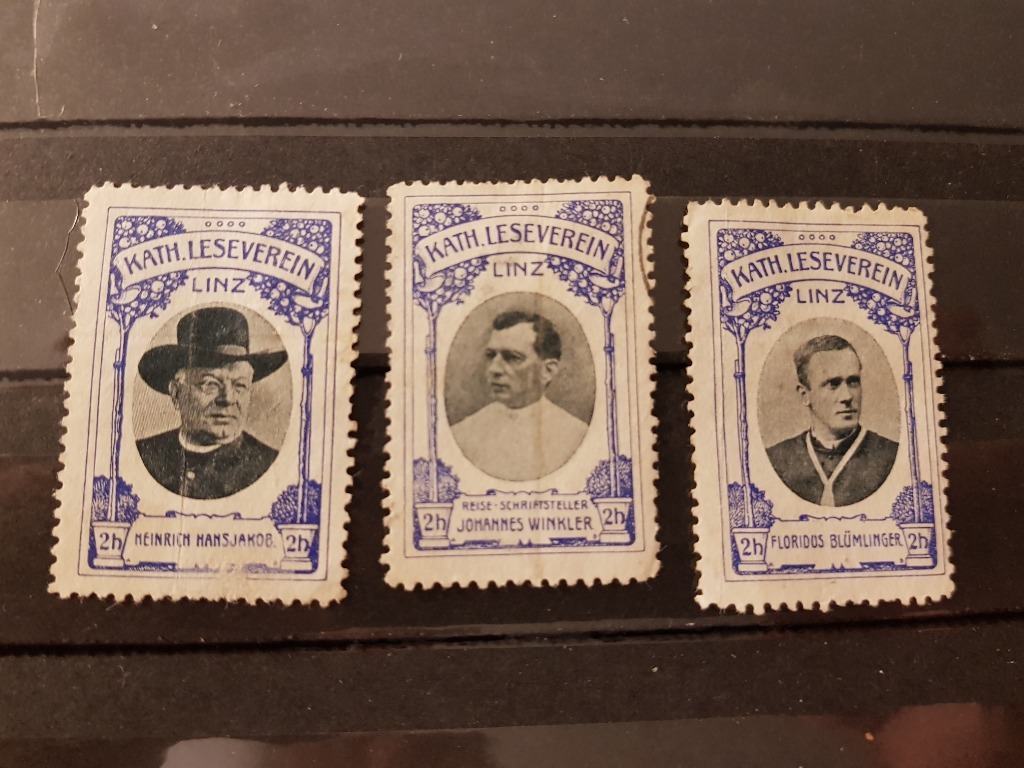 KATH. LESEVEREIN
LINZ
2h HEINRICH HANSJAKOB. 2h
KATH. LESEVEREIN
LINZ
REISE-SCHRIFTSTELLER
2h JOHANNES WINKLER. 2h
KATH. LESEVEREIN
LINZ
2h FLORIDUS BLÜMLINGER. 2h